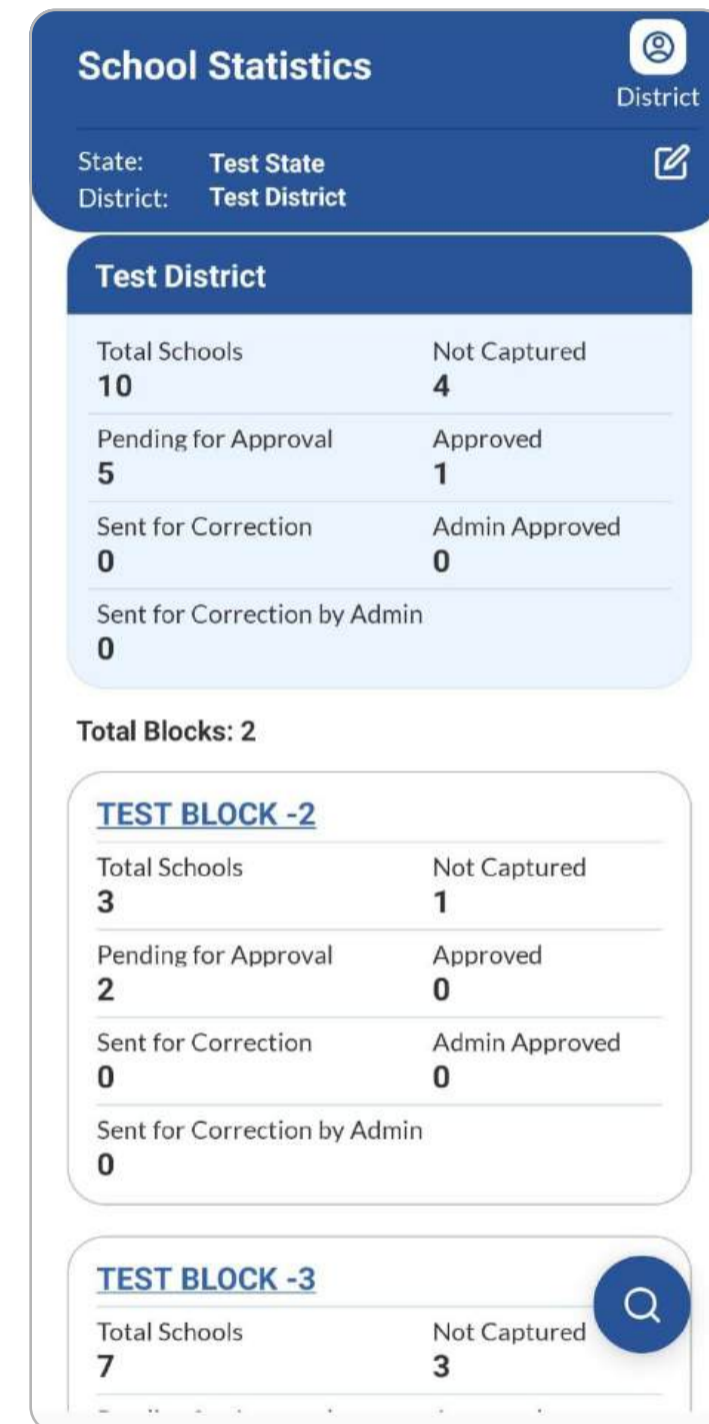 School Statistics
District
State: Test State
District: Test District
Test District
Total Schools Not Captured
10 4
Pending for Approval Approved
5 1
Sent for Correction Admin Approved
0 0
Sent for Correction by Admin
0
Total Blocks: 2
TEST BLOCK -2
Total Schools Not Captured
3 1
Pending for Approval Approved
2 0
Sent for Correction Admin Approved
0 0
Sent for Correction by Admin
0
TEST BLOCK -3
Total Schools Not Captured
7 3